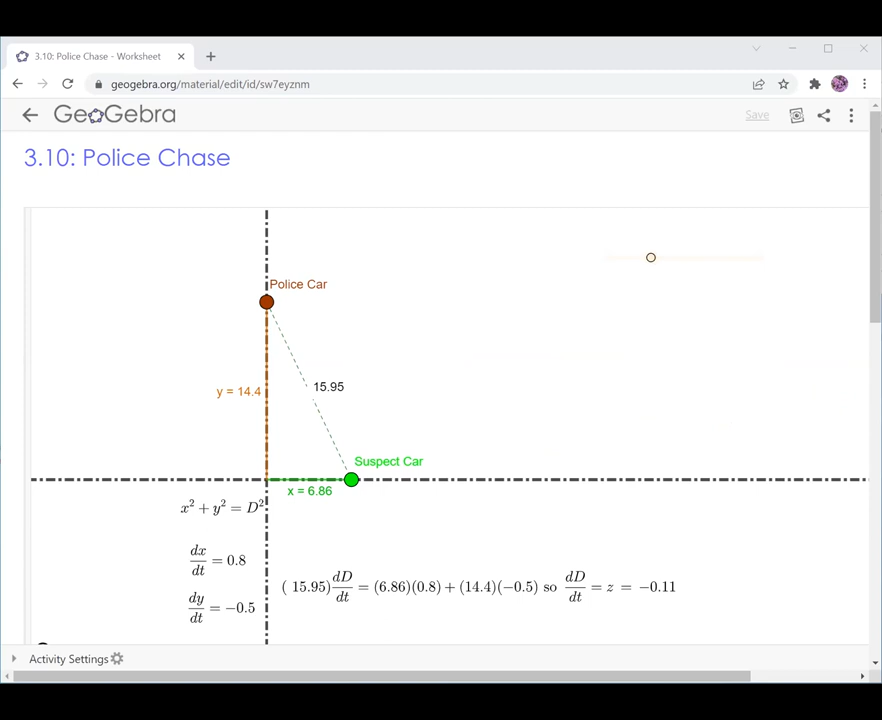 3.10: Police Chase - Worksheet
geogebra.org/material/edit/id/sw7eyznm
GeoGebra
Save
3.10: Police Chase
Police Car
y = 14.4
15.95
Suspect Car
x = 6.86
x² + y² = D²
dx/dt = 0.8
( 15.95) dD/dt = (6.86)(0.8) + (14.4)(−0.5) so dD/dt = z = −0.11
dy/dt = −0.5
Activity Settings